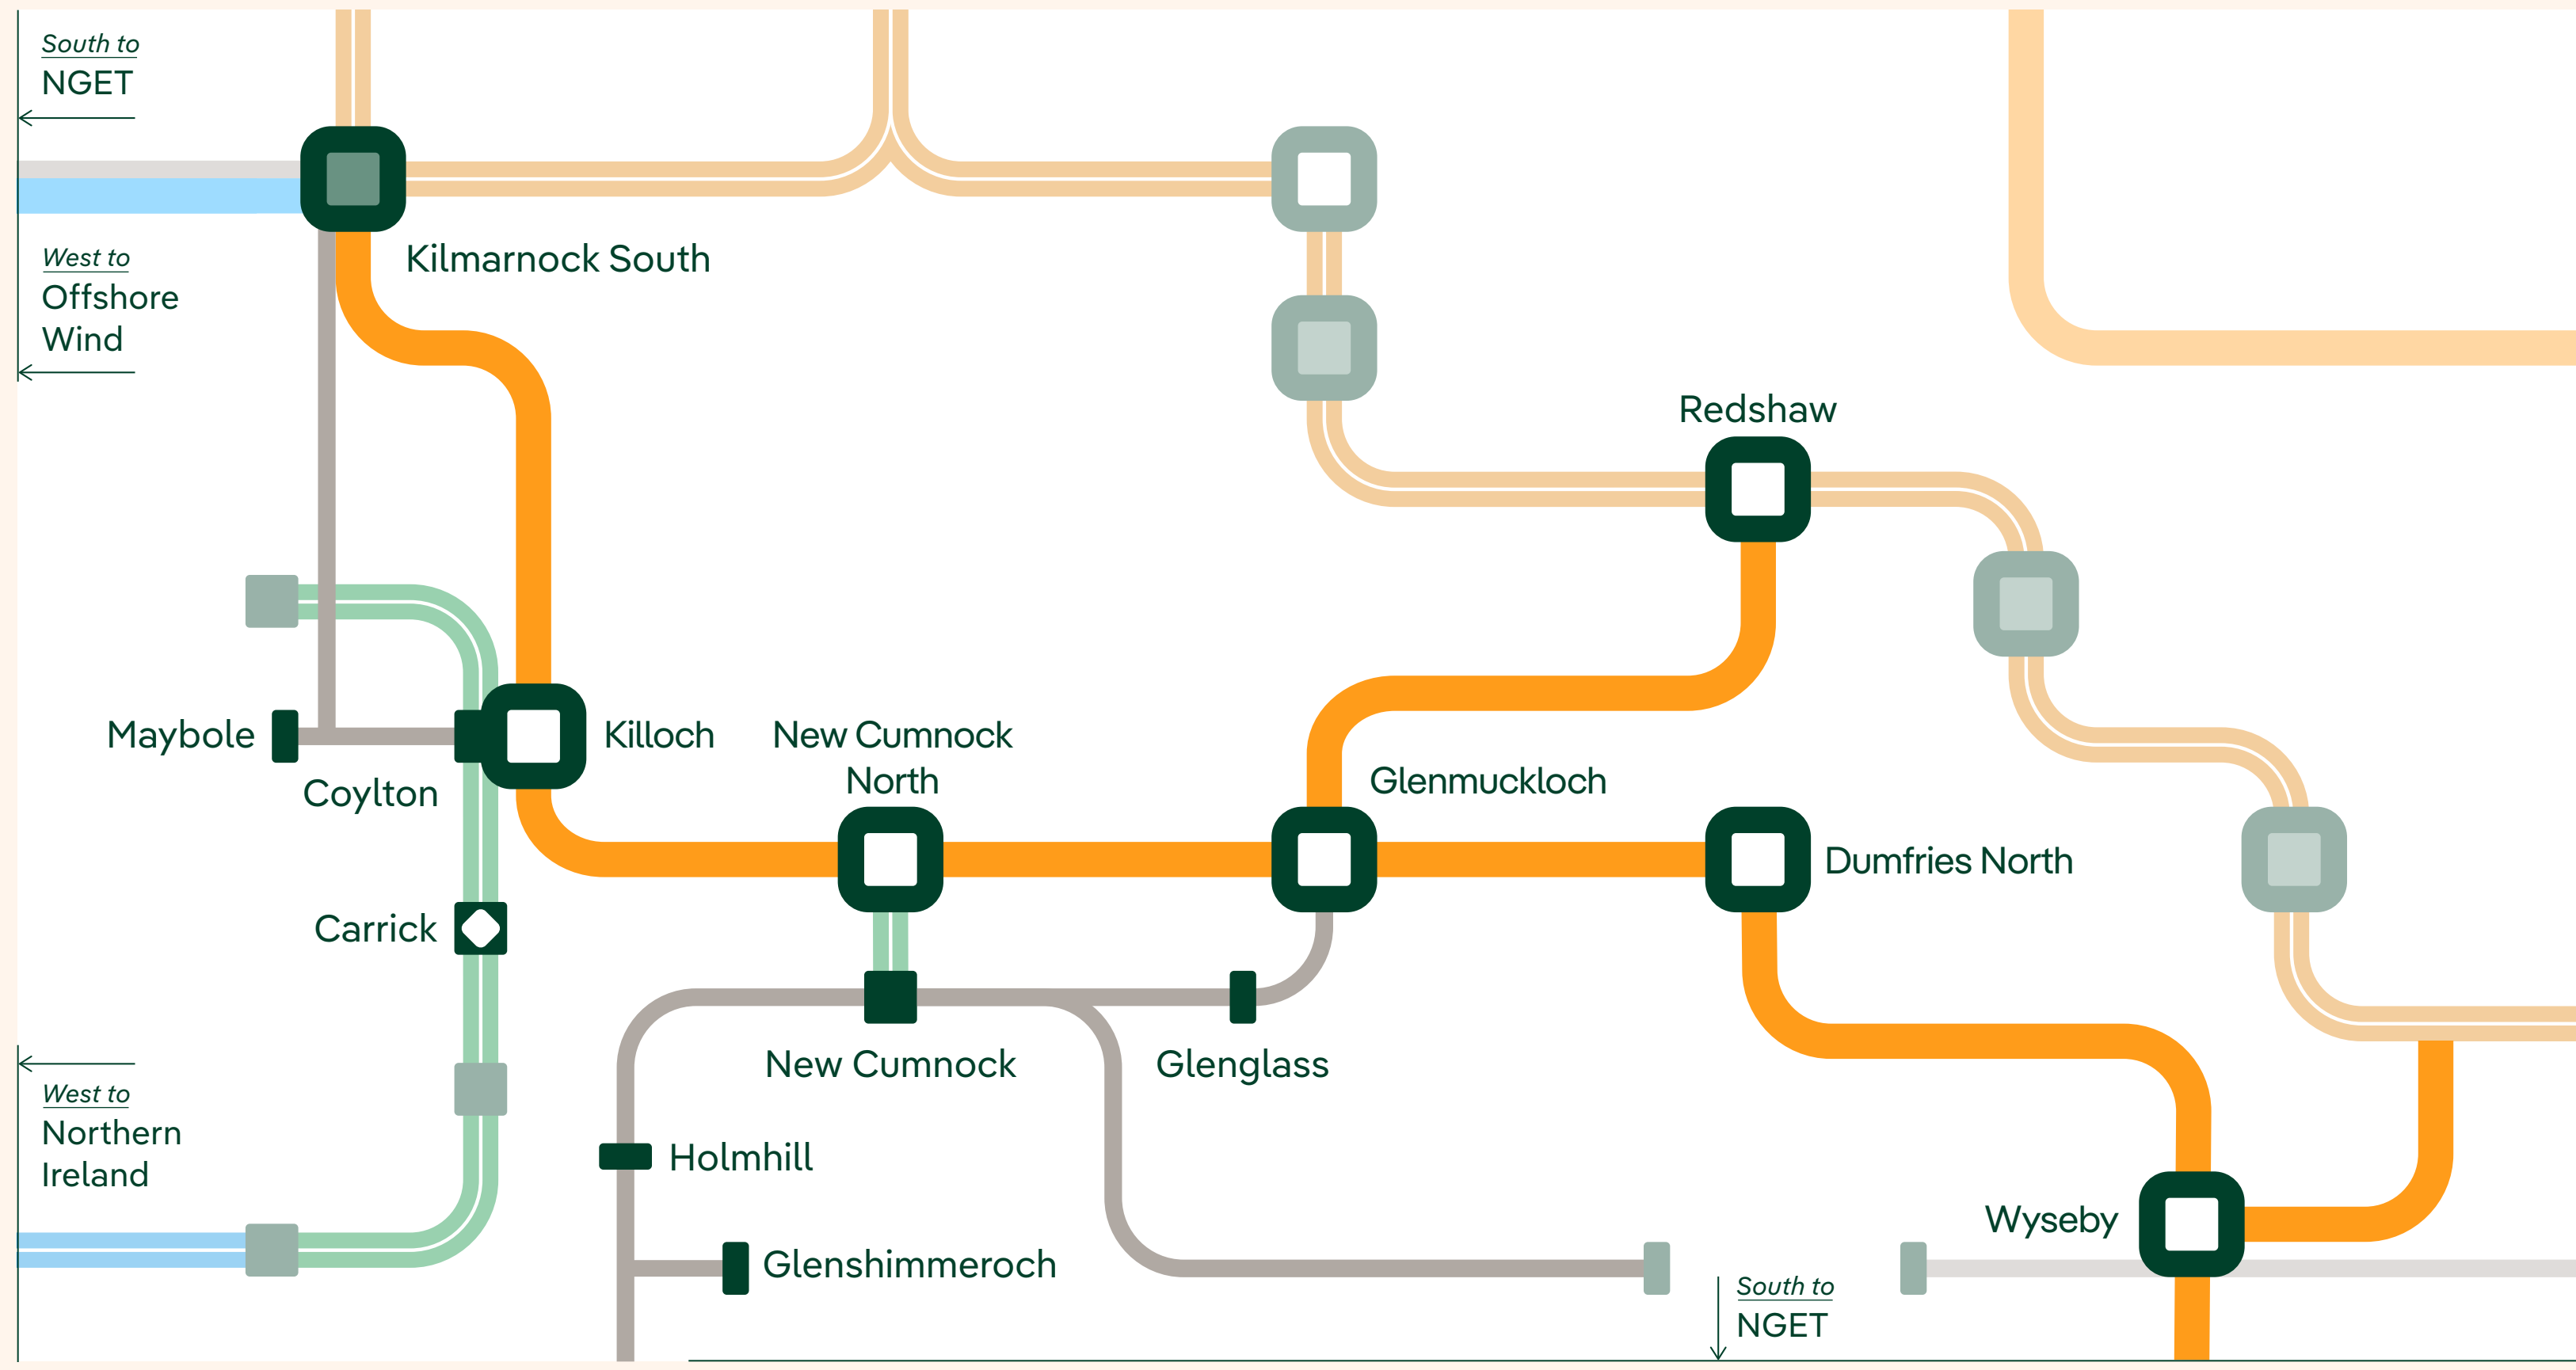 South to
NGET
West to
Offshore
Wind
Kilmarnock South
Redshaw
Maybole
Coylton
Killoch
New Cumnock
North
Glenmuckloch
Dumfries North
Carrick
New Cumnock
Glenglass
West to
Northern
Ireland
Holmhill
Glenshimmeroch
Wyseby
South to
NGET